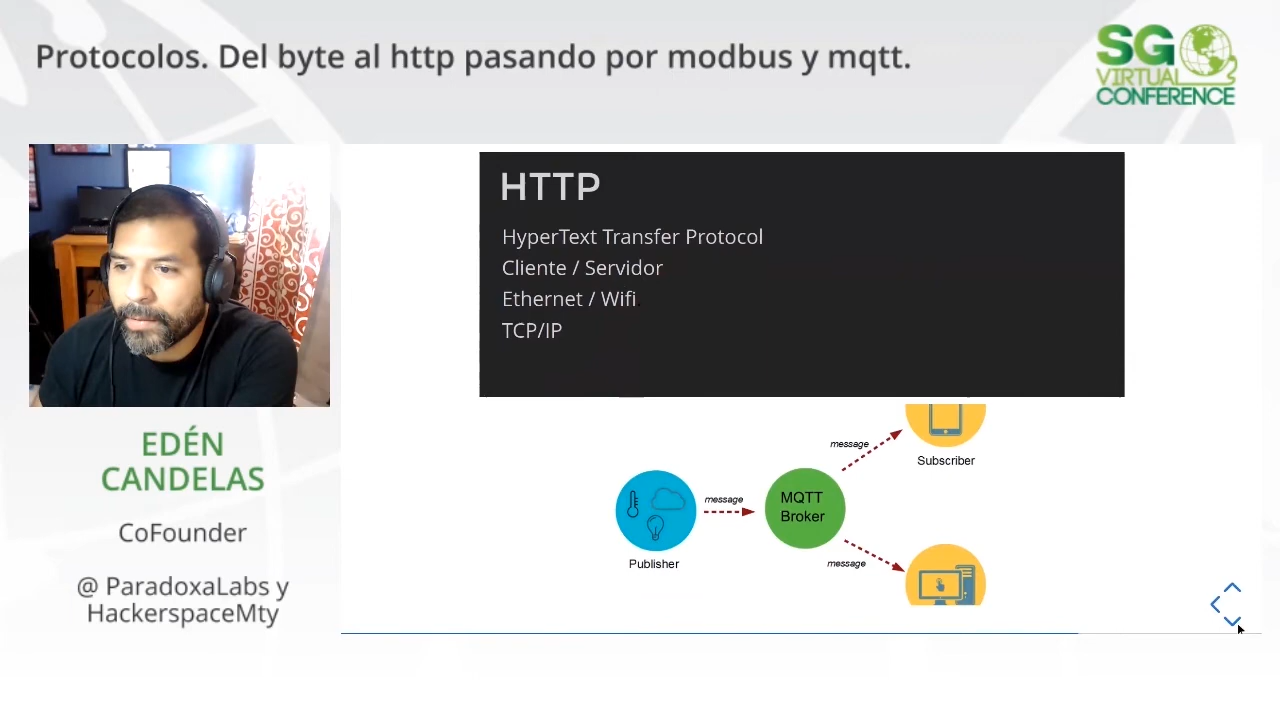 Protocolos. Del byte al http pasando por modbus y mqtt.
SG
VIRTUAL
CONFERENCE
HTTP
HyperText Transfer Protocol
Cliente / Servidor
Ethernet / Wifi
TCP/IP
EDÉN
CANDELAS
CoFounder
@ ParadoxaLabs y
HackerspaceMty
message
Subscriber
message
MQTT
Broker
Publisher
message